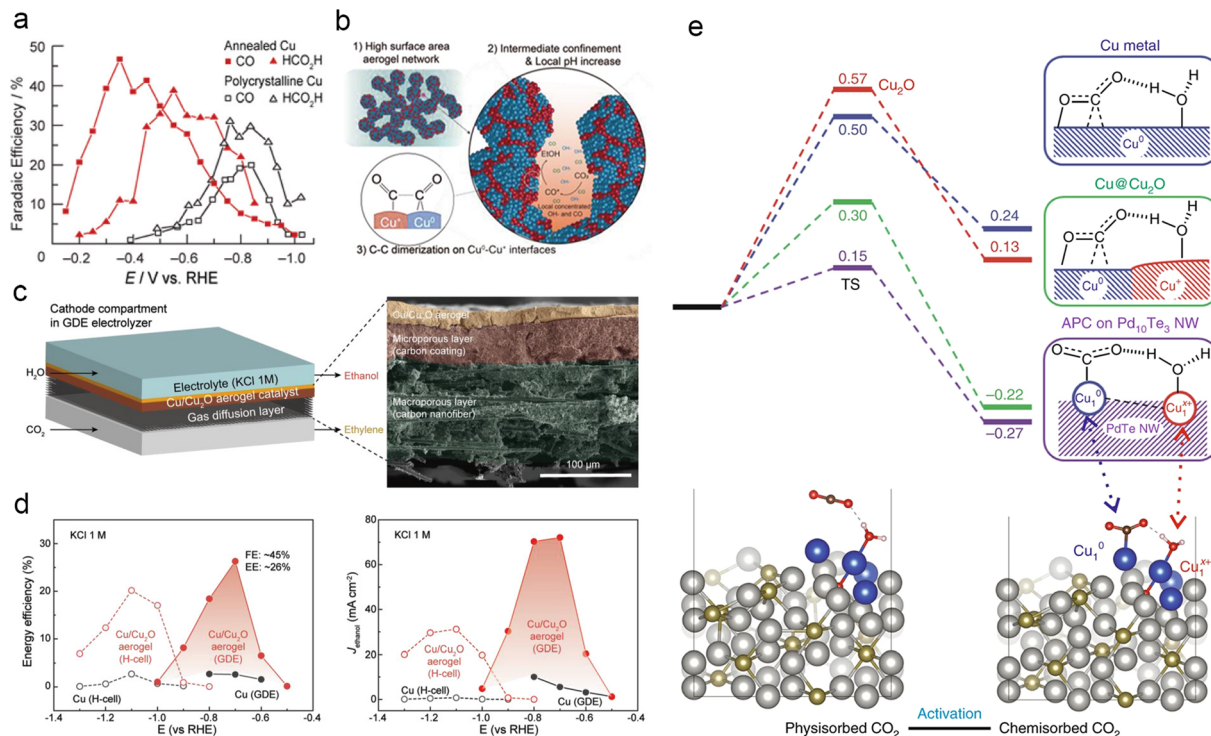 a
50
40
30
20
10
0
Faradaic Efficiency / %
Annealed Cu
CO HCO2H
Polycrystalline Cu
CO HCO2H
−0.2 −0.4 −0.6 −0.8 −1.0
E / V vs. RHE
b
1) High surface area
aerogel network
2) Intermediate confinement
& Local pH increase
EtOH
CO2
CO*
Local concentrated
OH- and CO
O O
C C
Cu+ Cu0
3) C-C dimerization on Cu0-Cu+ interfaces
c
Cathode compartment
in GDE electrolyzer
H2O
Electrolyte (KCl 1M)
Cu/Cu2O aerogel catalyst
Gas diffusion layer
CO2
Ethanol
Ethylene
Cu/Cu2O aerogel
Microporous layer
(carbon coating)
Macroporous layer
(carbon nanofiber)
100 µm
d
KCl 1 M
FE: ~45%
EE: ~26%
Energy efficiency (%)
30
20
10
0
Cu/Cu2O
aerogel
(H-cell)
Cu/Cu2O
aerogel
(GDE)
Cu (H-cell)
Cu (GDE)
-1.4 -1.2 -1.0 -0.8 -0.6 -0.4
E (vs RHE)
KCl 1 M
Jethanol (mA cm-2)
80
60
40
20
0
Cu/Cu2O
aerogel
(H-cell)
Cu/Cu2O
aerogel
(GDE)
Cu (H-cell)
Cu (GDE)
-1.4 -1.2 -1.0 -0.8 -0.6 -0.4
E (vs RHE)
e
0.57
Cu2O
0.50
0.30
0.15
TS
0.24
0.13
−0.22
−0.27
Cu metal
O C O H H
O
Cu0
Cu@Cu2O
O C O H H
O
Cu0 Cu+
APC on Pd10Te3 NW
O C O H H
O
Cu10 Cu1x+
PdTe NW
Cu10
Cu1x+
Physisorbed CO2
Activation
Chemisorbed CO2